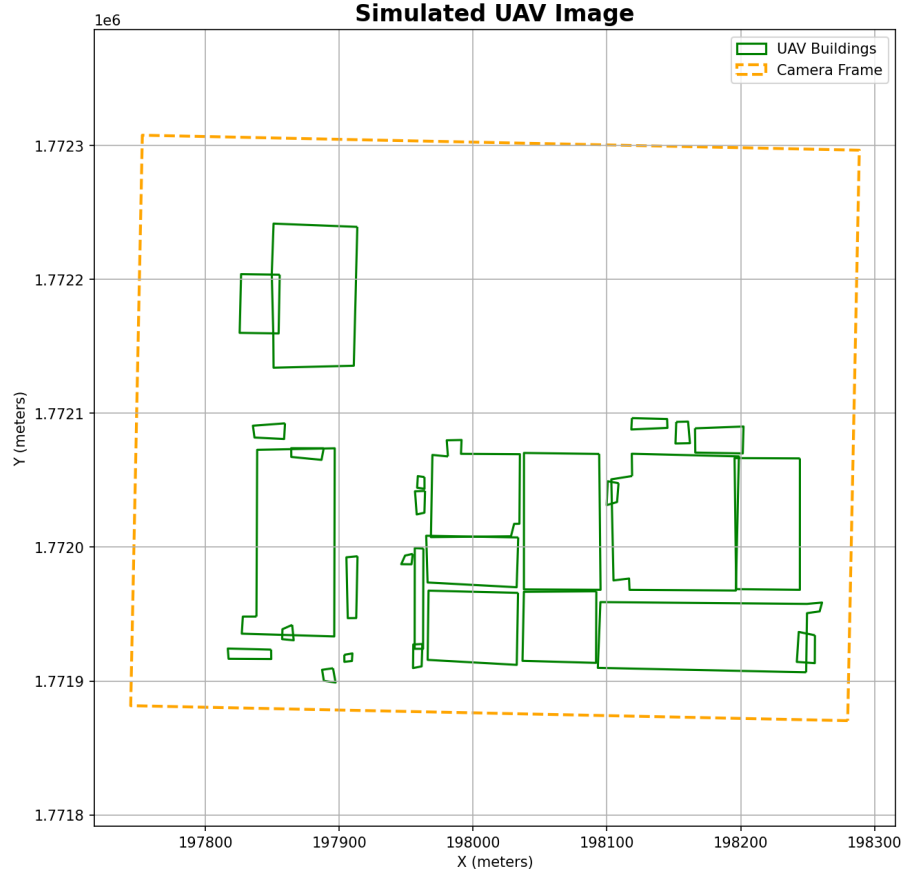 Simulated UAV Image
1e6
UAV Buildings
Camera Frame
1.7723
1.7722
1.7721
1.7720
1.7719
1.7718
Y (meters)
197800 197900 198000 198100 198200 198300
X (meters)